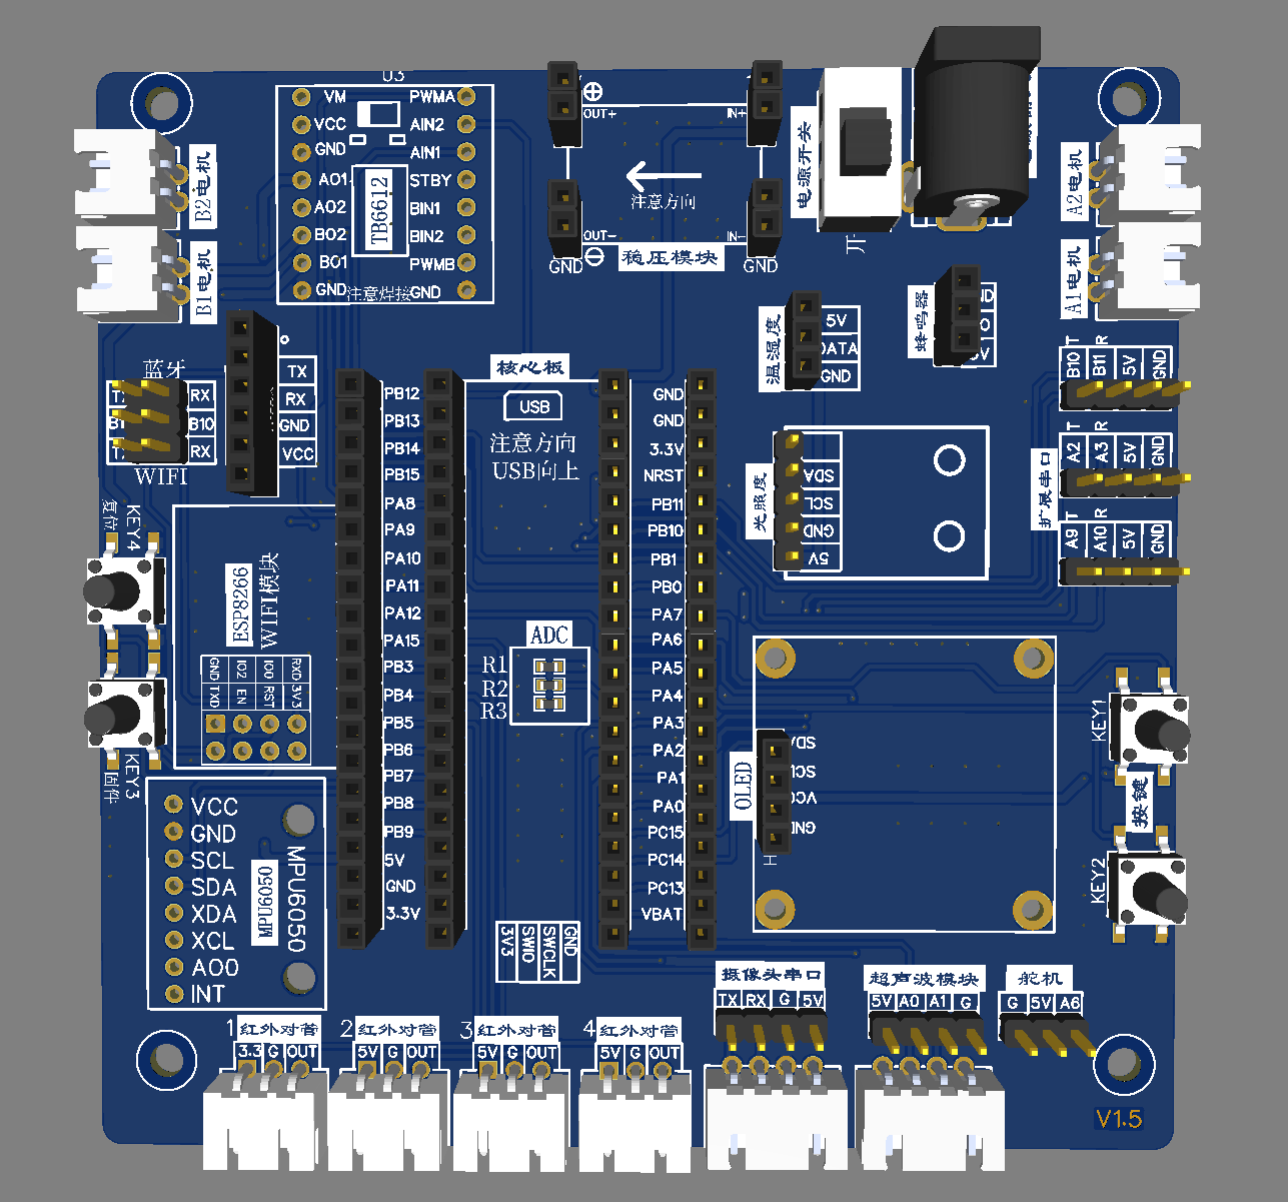 U3
VM PWMA
VCC AIN2
GND AIN1
AO1 STBY
AO2 BIN1
BO2 BIN2
BO1 PWMB
GND 注意焊接 GND
TB6612
B2电机
B1电机
OUT+ IN+
注意方向
OUT- IN-
GND 稳压模块 GND
电源开关
开
A2电机
A1电机
温湿度
5V
DATA
GND
蜂鸣器
蓝牙
RX
B10
RX
WIFI
TX
RX
GND
VCC
核心板
USB
注意方向
USB向上
PB12
PB13
PB14
PB15
PA8
PA9
PA10
PA11
PA12
PA15
PB3
PB4
PB5
PB6
PB7
PB8
PB9
5V
GND
3.3V
GND
GND
3.3V
NRST
PB11
PB10
PB1
PB0
PA7
PA6
PA5
PA4
PA3
PA2
PA1
PA0
PC15
PC14
PC13
VBAT
ADC
R1
R2
R3
3V3
SWIO
SWCLK
GND
光照度
SDA
SCL
GND
5V
扩展串口
T R
B10 B11 5V GND
T R
A2 A3 5V GND
T R
A9 A10 5V GND
KEY4
复位
KEY3
固件
ESP8266
WIFI模块
GND IO2 IO0 RXD
TXD EN RST 3V3
VCC
GND
SCL
SDA
XDA
XCL
AO0
INT
MPU6050
MPU6050
OLED
KEY1
按键
KEY2
1 红外对管
3.3 G OUT
2 红外对管
5V G OUT
3 红外对管
5V G OUT
4 红外对管
5V G OUT
摄像头串口
TX RX G 5V
超声波模块
5V A0 A1 G
舵机
G 5V A6
V1.5